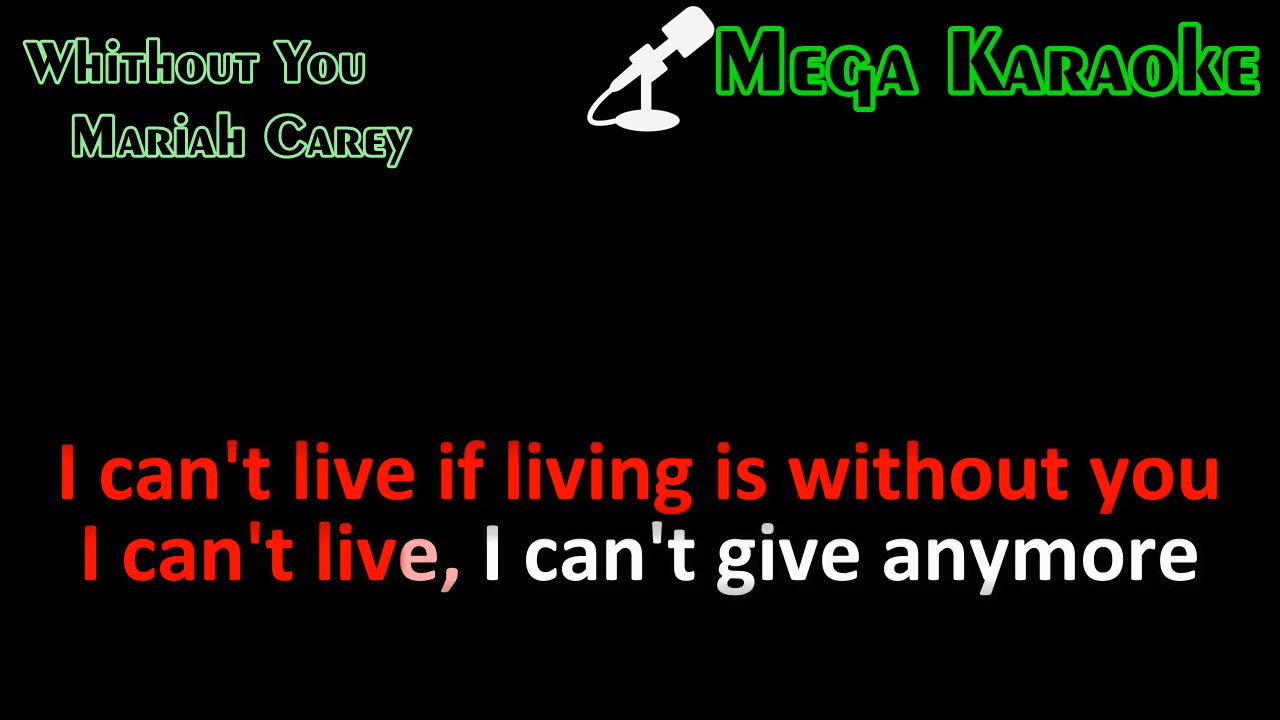 Whithout You
Mariah Carey
Mega Karaoke
I can't live if living is without you
I can't live, I can't give anymore